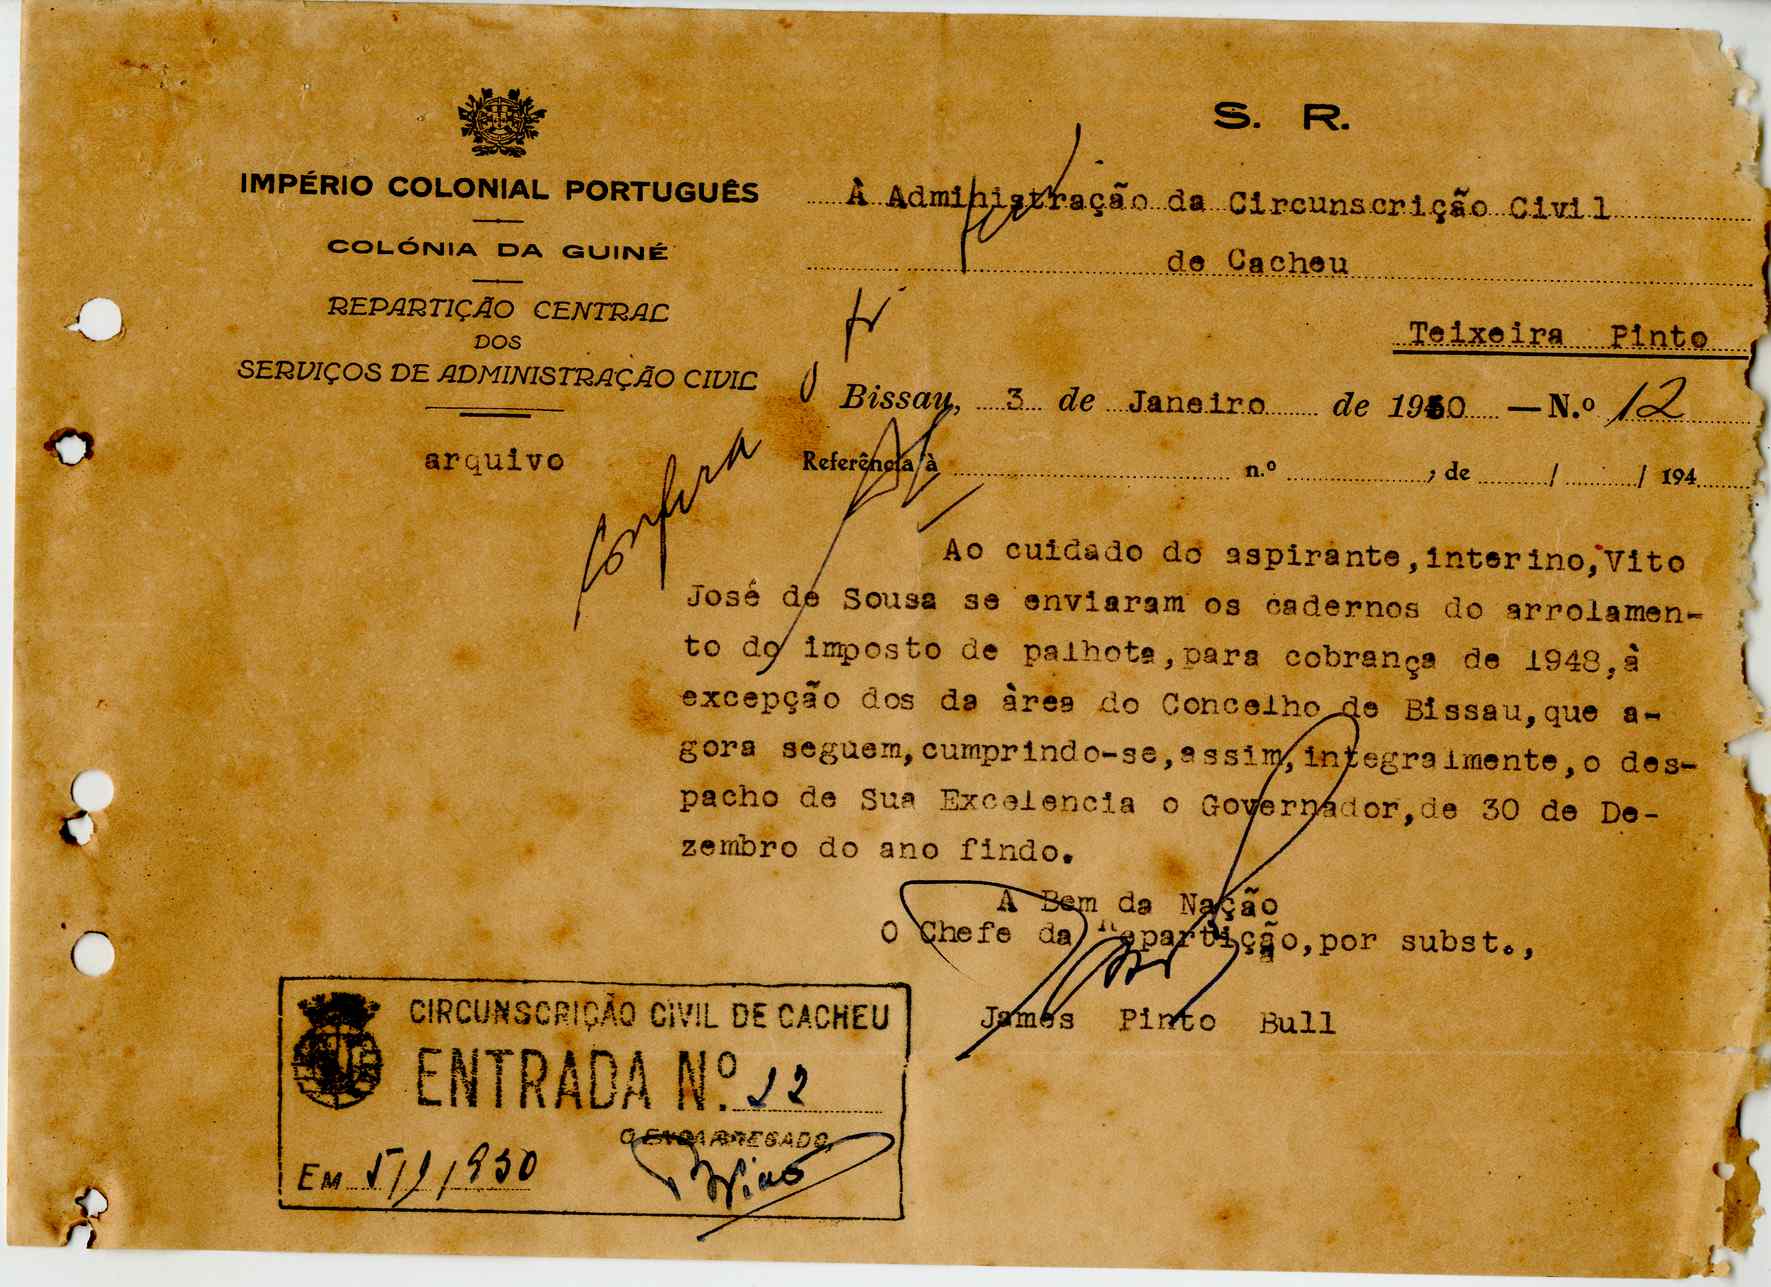 IMPÉRIO COLONIAL PORTUGUÊS
COLÓNIA DA GUINÉ
REPARTIÇÃO CENTRAL
DOS
SERVIÇOS DE ADMINISTRAÇÃO CIVIL
arquivo
S. R.
À Administração da Circunscrição Civil
de Cacheu
Teixeira Pinto
Bissau, 3 de Janeiro de 1950 — N.º 12
Referência à n.º , de / / 194
Confira
Ao cuidado do aspirante,interino,Vito
José de Sousa se enviaram os cadernos do arrolamen-
to do imposto de palhota,para cobrança de 1948,à
excepção dos da àrea do Concelho de Bissau,que a-
gora seguem,cumprindo-se,assim,integralmente,o des-
pacho de Sua Excelencia o Governador,de 30 de De-
zembro do ano findo.
A Bem da Nação
O Chefe da Repartição,por subst.,
James Pinto Bull
CIRCUNSCRIÇÃO CIVIL DE CACHEU
ENTRADA N.º 22
O ENCARREGADO,
EM 5/1/950